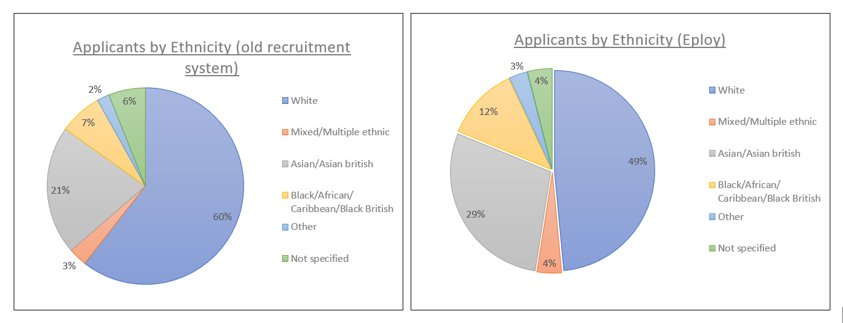 Applicants by Ethnicity (old recruitment
system)
2%
6%
7%
21%
60%
3%
White
Mixed/Multiple ethnic
Asian/Asian british
Black/African/
Caribbean/Black British
Other
Not specified
Applicants by Ethnicity (Eploy)
3%
4%
12%
49%
29%
4%
White
Mixed/Multiple ethnic
Asian/Asian british
Black/African/
Caribbean/Black British
Other
Not specified